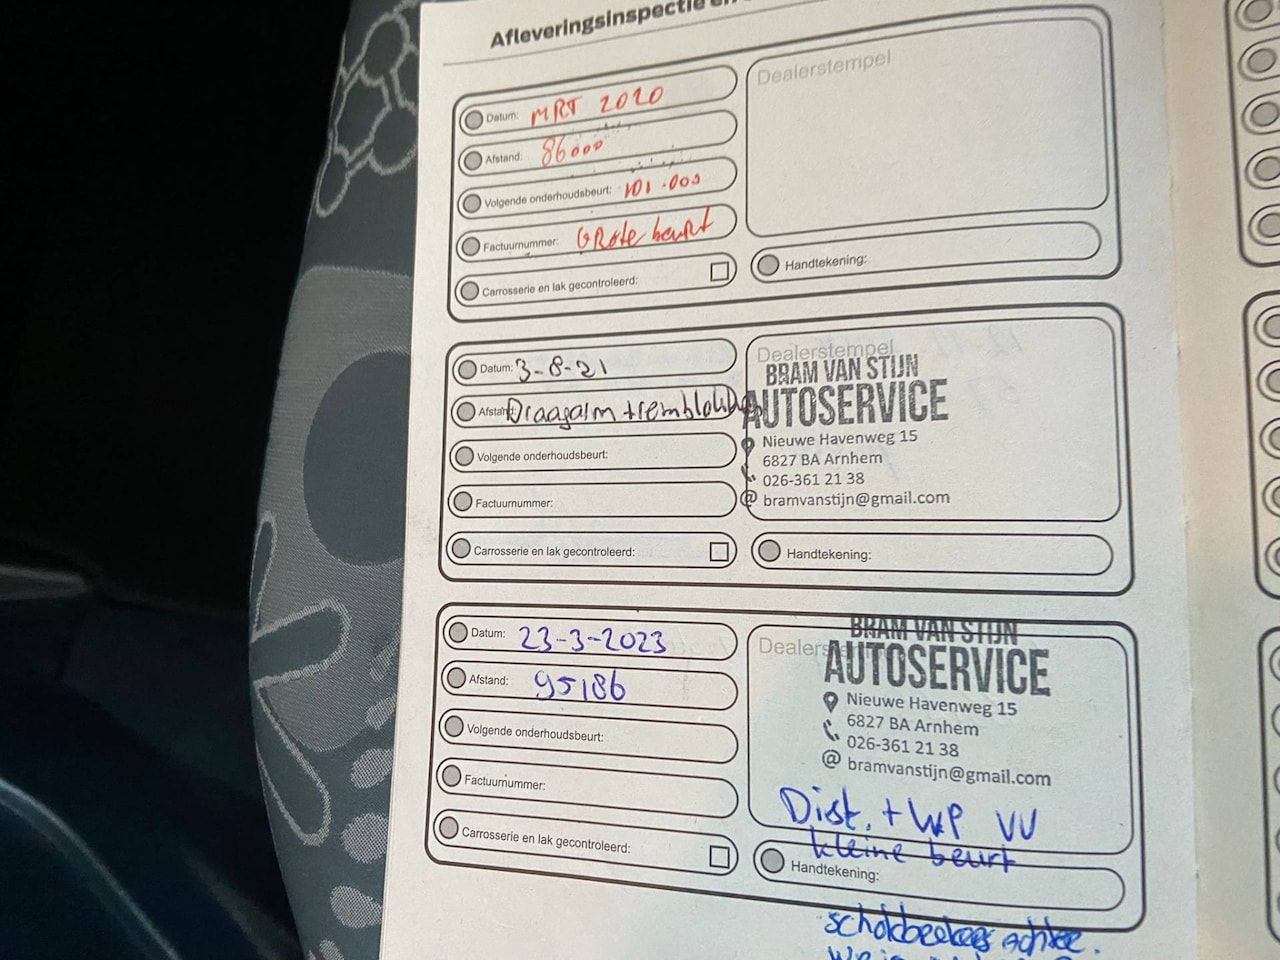 Afleveringsinspectie
Datum: MRT 2020
Afstand: 86000
Volgende onderhoudsbeurt: 101.000
Factuurnummer: Grote beurt
Carrosserie en lak gecontroleerd:
Dealerstempel
Handtekening:
Datum: 3-8-21
Afstand: Draagarm + remblokken
Volgende onderhoudsbeurt:
Factuurnummer:
Carrosserie en lak gecontroleerd:
Dealerstempel
BRAM VAN STIJN
AUTOSERVICE
Nieuwe Havenweg 15
6827 BA Arnhem
026-361 21 38
@ bramvanstijn@gmail.com
Handtekening:
Datum: 23-3-2023
Afstand: 95186
Volgende onderhoudsbeurt:
Factuurnummer:
Carrosserie en lak gecontroleerd:
Dealers
BRAM VAN STIJN
AUTOSERVICE
Nieuwe Havenweg 15
6827 BA Arnhem
026-361 21 38
@ bramvanstijn@gmail.com
Dist. + WP VV
kleine beurt
Handtekening: